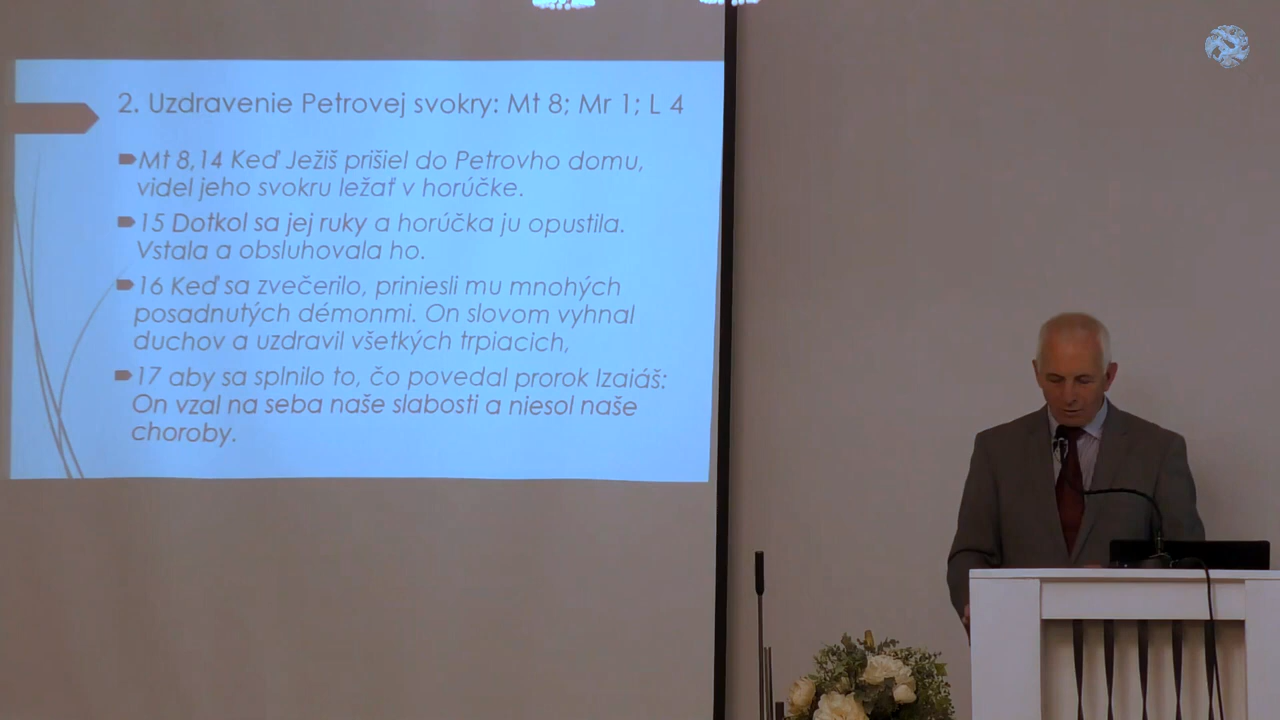 2. Uzdravenie Petrovej svokry: Mt 8; Mr 1; L 4
Mt 8,14 Keď Ježiš prišiel do Petrovho domu,
videl jeho svokru ležať v horúčke.
15 Dotkol sa jej ruky a horúčka ju opustila.
Vstala a obsluhovala ho.
16 Keď sa zvečerilo, priniesli mu mnohých
posadnutých démonmi. On slovom vyhnal
duchov a uzdravil všetkých trpiacich,
17 aby sa splnilo to, čo povedal prorok Izaiáš:
On vzal na seba naše slabosti a niesol naše
choroby.